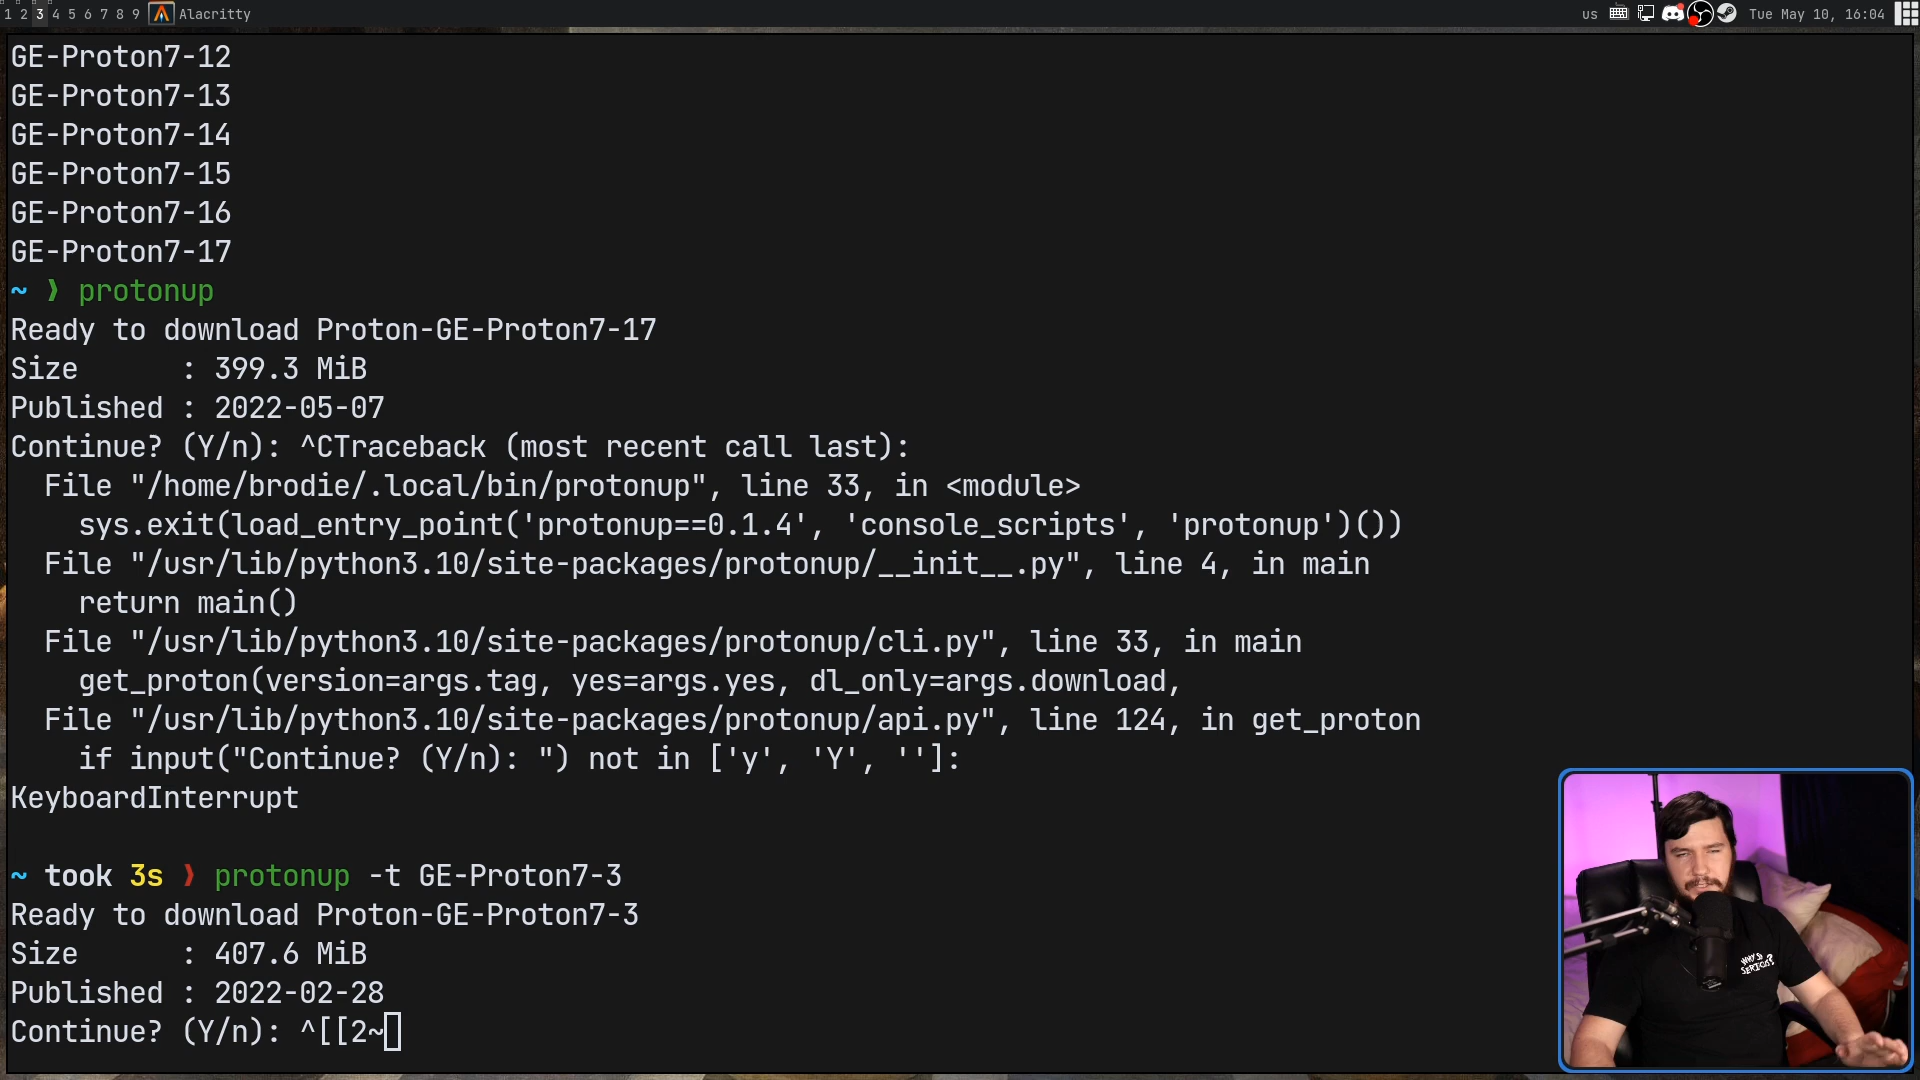 1 2 3 4 5 6 7 8 9 Alacritty us Tue May 10, 16:04
GE-Proton7-12
GE-Proton7-13
GE-Proton7-14
GE-Proton7-15
GE-Proton7-16
GE-Proton7-17
~ ❯ protonup
Ready to download Proton-GE-Proton7-17
Size      : 399.3 MiB
Published : 2022-05-07
Continue? (Y/n): ^CTraceback (most recent call last):
  File "/home/brodie/.local/bin/protonup", line 33, in <module>
    sys.exit(load_entry_point('protonup==0.1.4', 'console_scripts', 'protonup')())
  File "/usr/lib/python3.10/site-packages/protonup/__init__.py", line 4, in main
    return main()
  File "/usr/lib/python3.10/site-packages/protonup/cli.py", line 33, in main
    get_proton(version=args.tag, yes=args.yes, dl_only=args.download,
  File "/usr/lib/python3.10/site-packages/protonup/api.py", line 124, in get_proton
    if input("Continue? (Y/n): ") not in ['y', 'Y', '']:
KeyboardInterrupt
~ took 3s ❯ protonup -t GE-Proton7-3
Ready to download Proton-GE-Proton7-3
Size      : 407.6 MiB
Published : 2022-02-28
Continue? (Y/n): ^[[2~
WHY SO
SERIOUS?